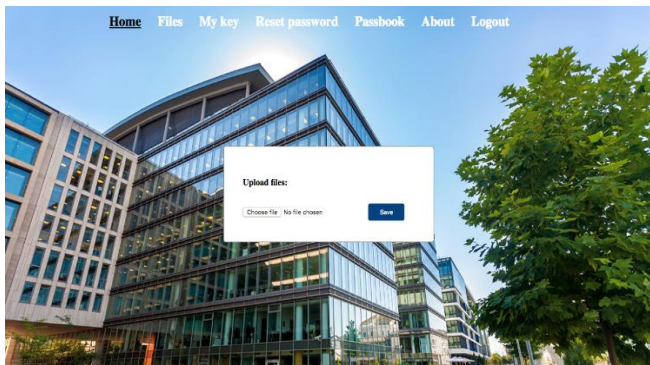 Home Files My key Reset password Passbook About Logout
Upload files:
Choose file No file chosen Save